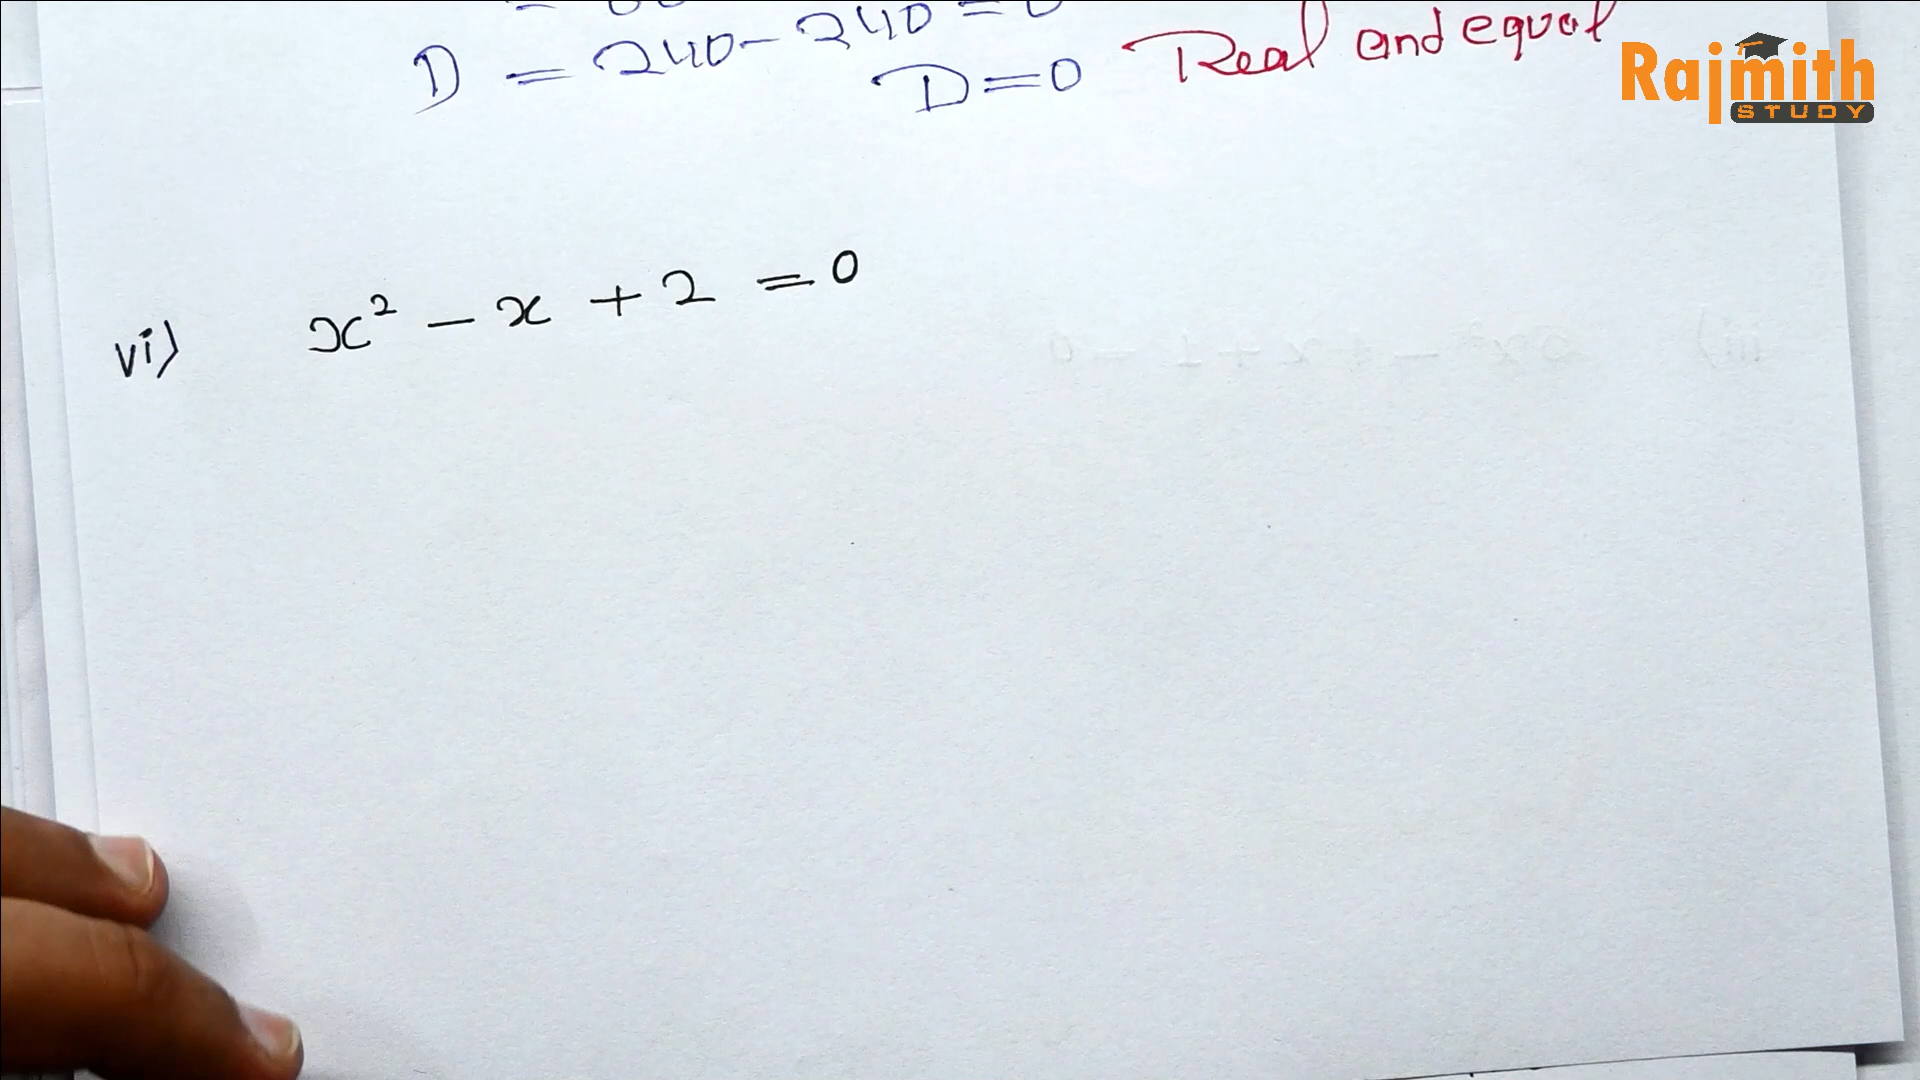 D = 240 - 240 = 0
D = 0 Real and equal
Rajmith
STUDY
vi) x² - x + 2 = 0